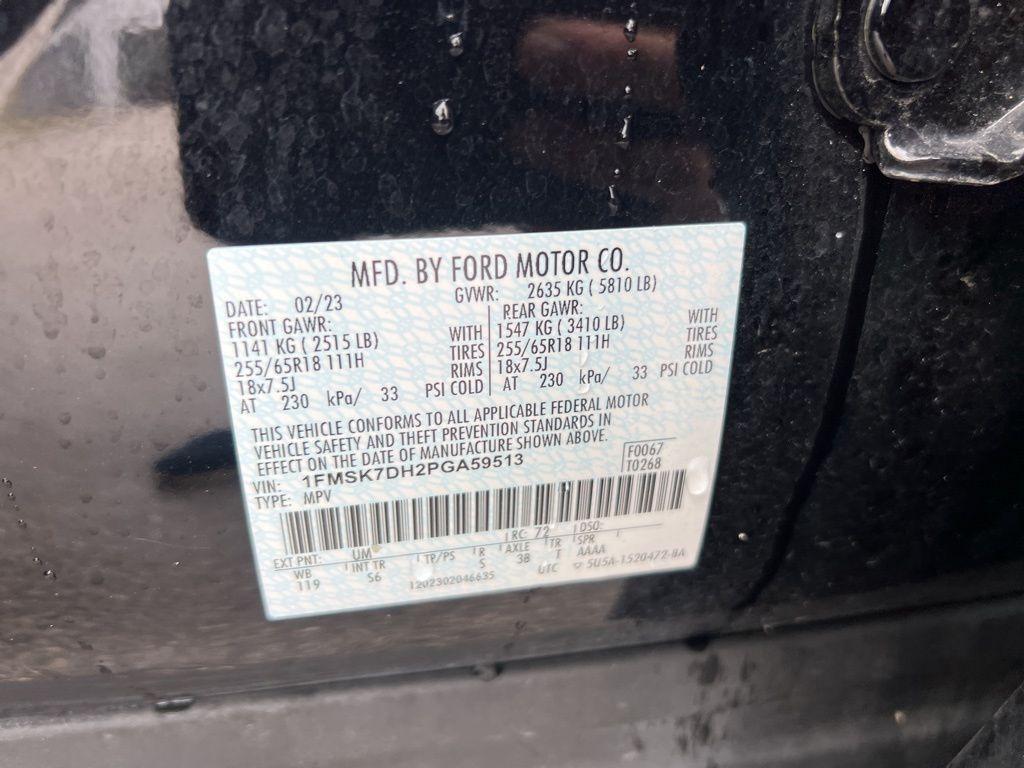 MFD. BY FORD MOTOR CO.
DATE: 02/23 GVWR: 2635 KG ( 5810 LB)
FRONT GAWR: REAR GAWR:
1141 KG ( 2515 LB) WITH 1547 KG ( 3410 LB) WITH
255/65R18 111H TIRES 255/65R18 111H TIRES
18x7.5J RIMS 18x7.5J RIMS
AT 230 kPa/ 33 PSI COLD AT 230 kPa/ 33 PSI COLD
THIS VEHICLE CONFORMS TO ALL APPLICABLE FEDERAL MOTOR
VEHICLE SAFETY AND THEFT PREVENTION STANDARDS IN
EFFECT ON THE DATE OF MANUFACTURE SHOWN ABOVE.
VIN: 1FMSK7DH2PGA59513 F0067
TYPE: MPV T0268
EXT PNT: UM RC: 72 DSO:
WB INT TR TP/PS R AXLE TR SPR
119 S6 S 38 T AAAA
1202302046635 UTC 5U5A-1520472-BA